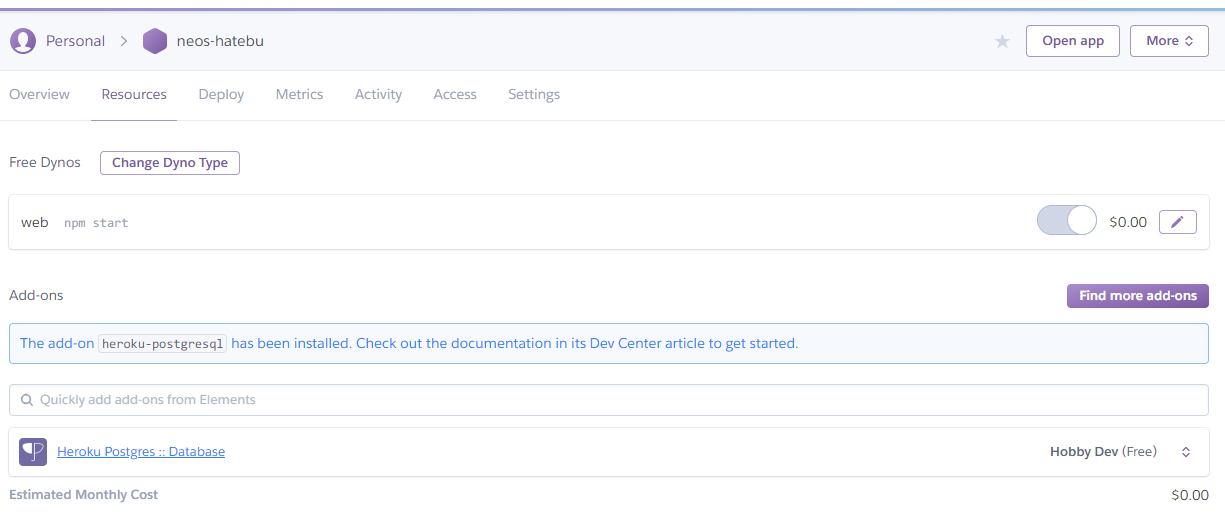 Personal > neos-hatebu Open app More
Overview Resources Deploy Metrics Activity Access Settings
Free Dynos Change Dyno Type
web npm start $0.00
Add-ons Find more add-ons
The add-on heroku-postgresql has been installed. Check out the documentation in its Dev Center article to get started.
Quickly add add-ons from Elements
Heroku Postgres :: Database Hobby Dev (Free)
Estimated Monthly Cost $0.00